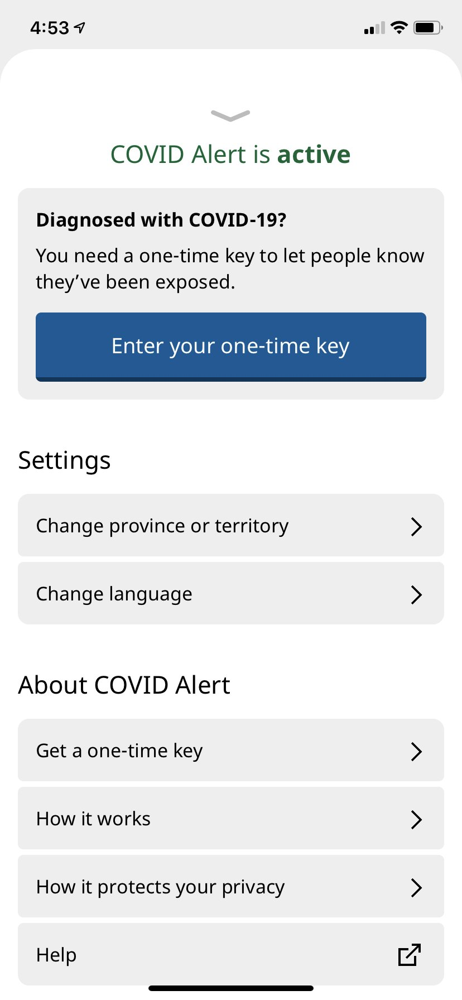 4:53
COVID Alert is active
Diagnosed with COVID-19?
You need a one-time key to let people know
they’ve been exposed.
Enter your one-time key
Settings
Change province or territory
Change language
About COVID Alert
Get a one-time key
How it works
How it protects your privacy
Help